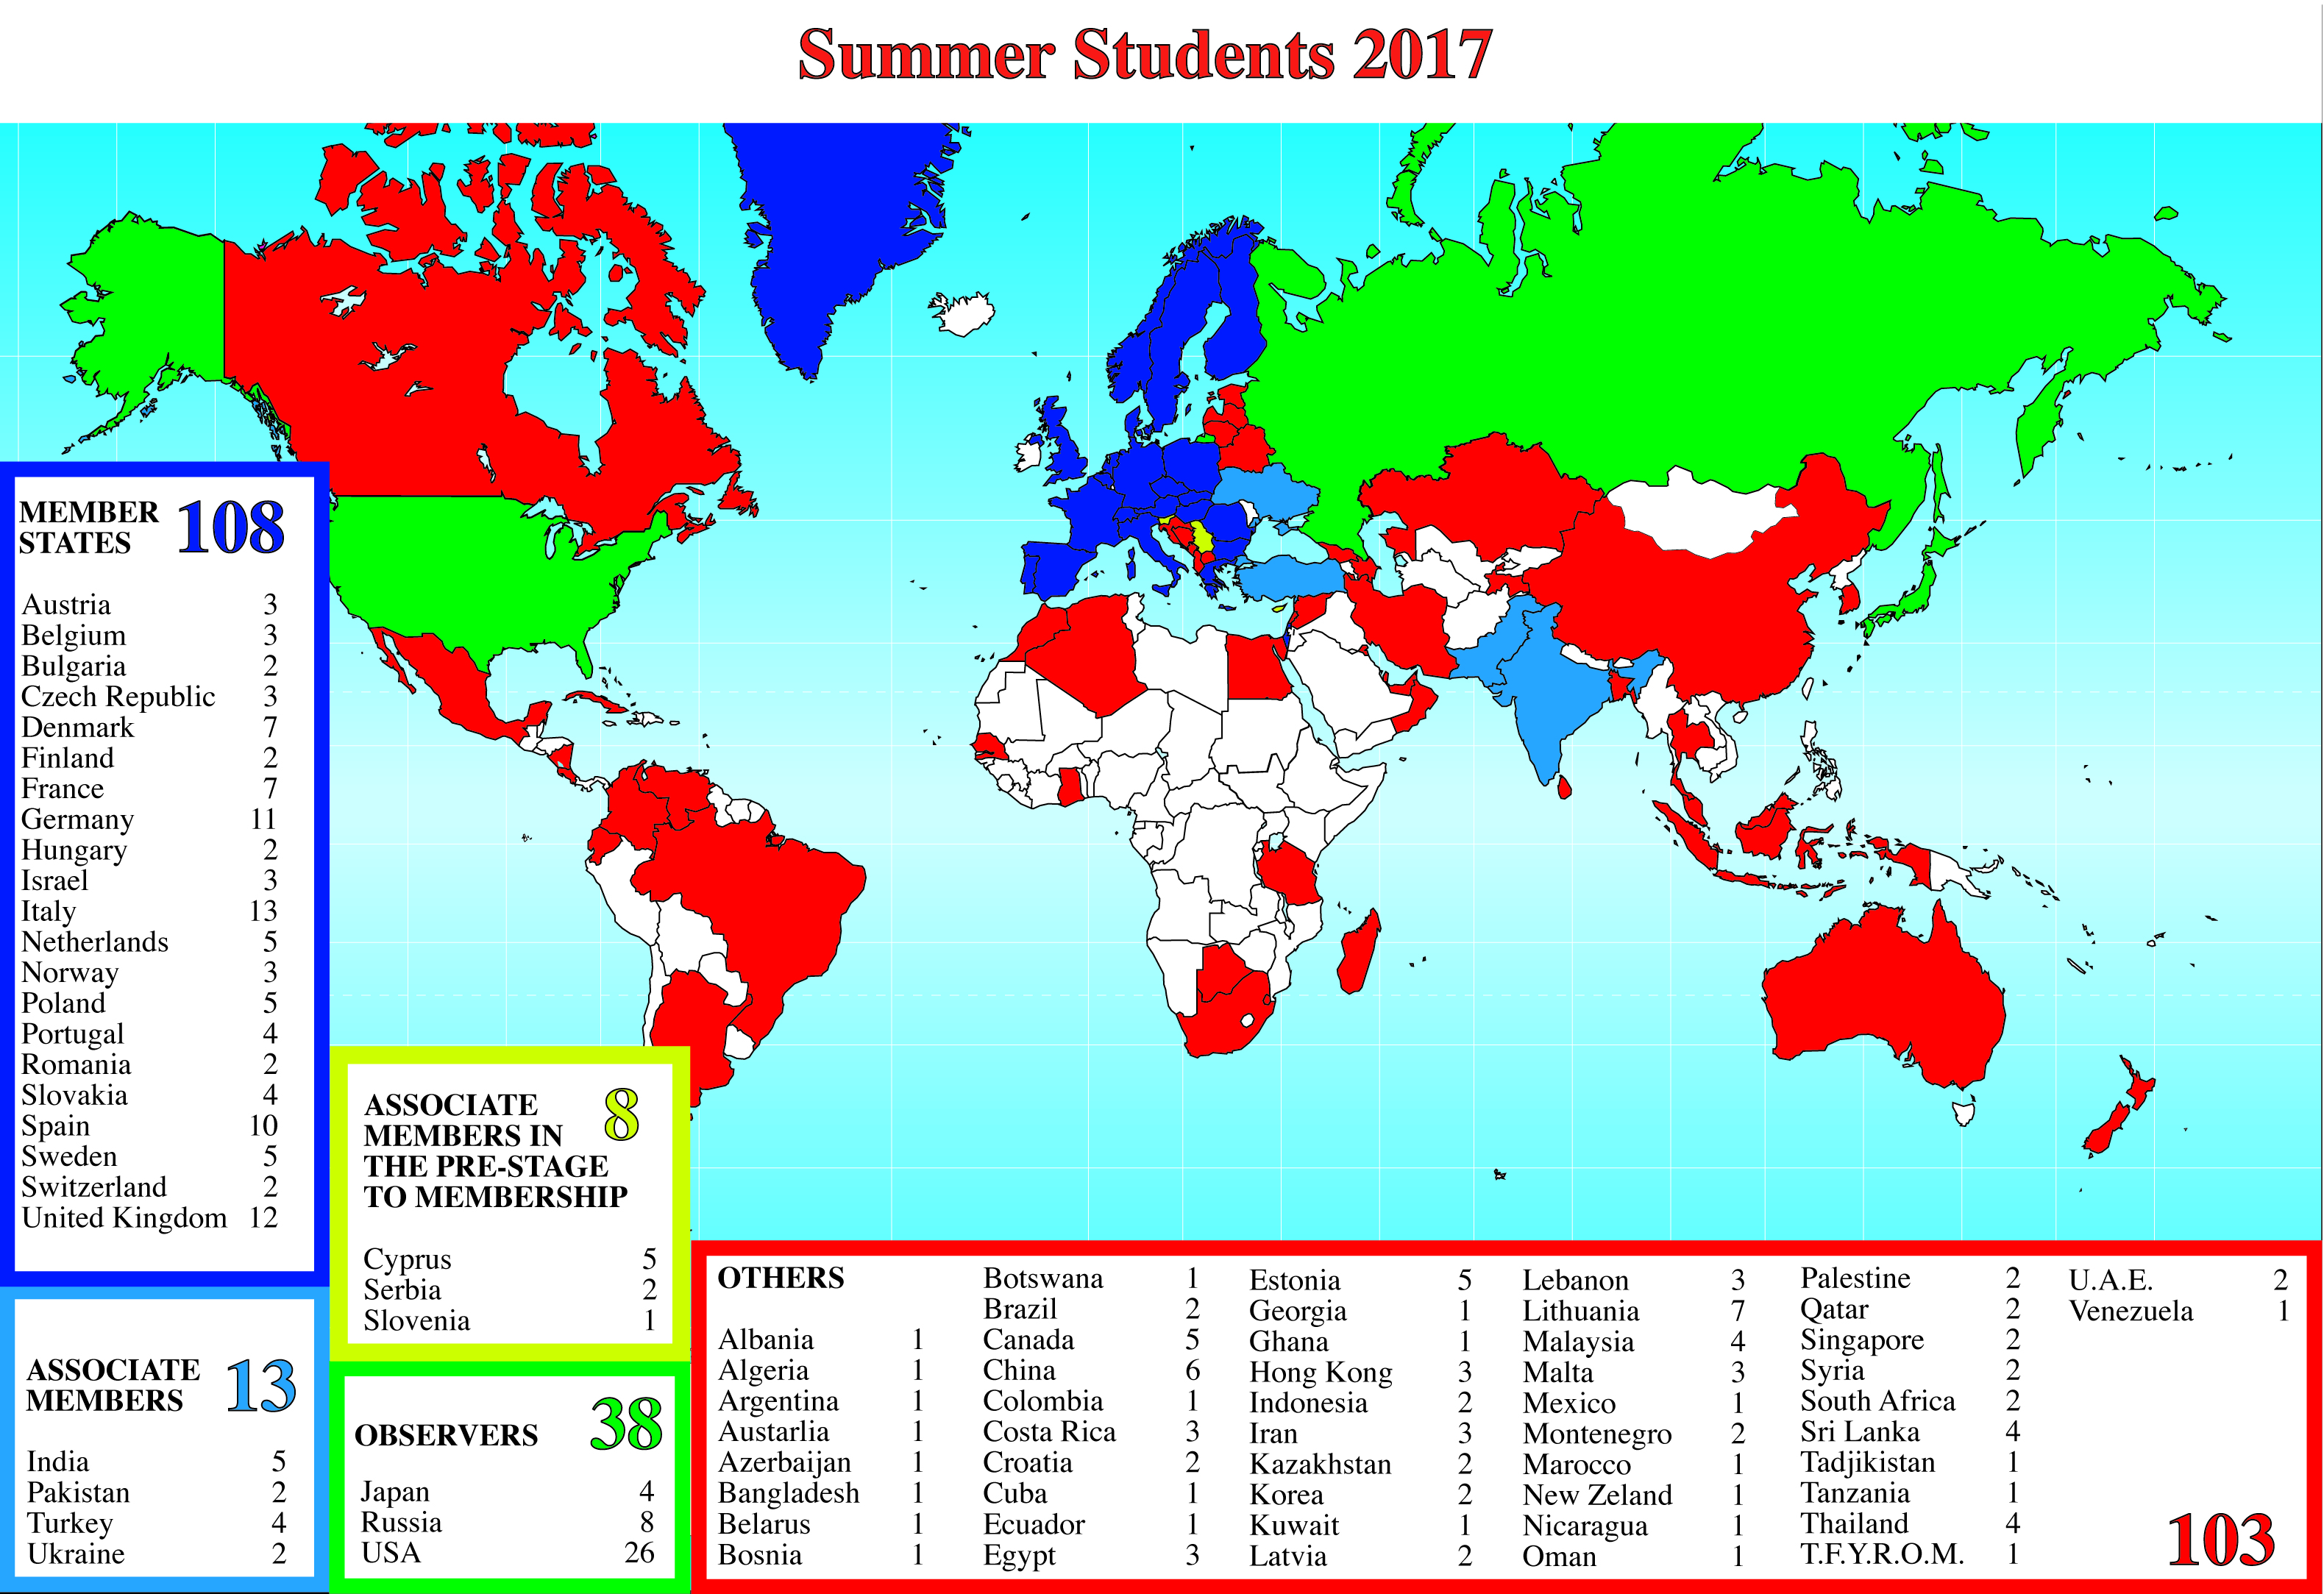 Summer Students 2017
MEMBER
STATES
108
Austria 3
Belgium 3
Bulgaria 2
Czech Republic 3
Denmark 7
Finland 2
France 7
Germany 11
Hungary 2
Israel 3
Italy 13
Netherlands 5
Norway 3
Poland 5
Portugal 4
Romania 2
Slovakia 4
Spain 10
Sweden 5
Switzerland 2
United Kingdom 12
ASSOCIATE
MEMBERS
13
India 5
Pakistan 2
Turkey 4
Ukraine 2
ASSOCIATE
MEMBERS IN
THE PRE-STAGE
TO MEMBERSHIP
8
Cyprus 5
Serbia 2
Slovenia 1
OBSERVERS 38
Japan 4
Russia 8
USA 26
OTHERS
Albania 1
Algeria 1
Argentina 1
Austarlia 1
Azerbaijan 1
Bangladesh 1
Belarus 1
Bosnia 1
Botswana 1
Brazil 2
Canada 5
China 6
Colombia 1
Costa Rica 3
Croatia 2
Cuba 1
Ecuador 1
Egypt 3
Estonia 5
Georgia 1
Ghana 1
Hong Kong 3
Indonesia 2
Iran 3
Kazakhstan 2
Korea 2
Kuwait 1
Latvia 2
Lebanon 3
Lithuania 7
Malaysia 4
Malta 3
Mexico 1
Montenegro 2
Marocco 1
New Zeland 1
Nicaragua 1
Oman 1
Palestine 2
Qatar 2
Singapore 2
Syria 2
South Africa 2
Sri Lanka 4
Tadjikistan 1
Tanzania 1
Thailand 4
T.F.Y.R.O.M. 1
U.A.E. 2
Venezuela 1
103